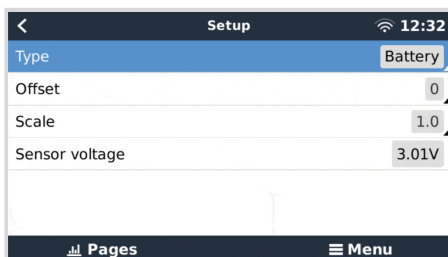 Setup 12:32
Type Battery
Offset 0
Scale 1.0
Sensor voltage 3.01V
Pages Menu